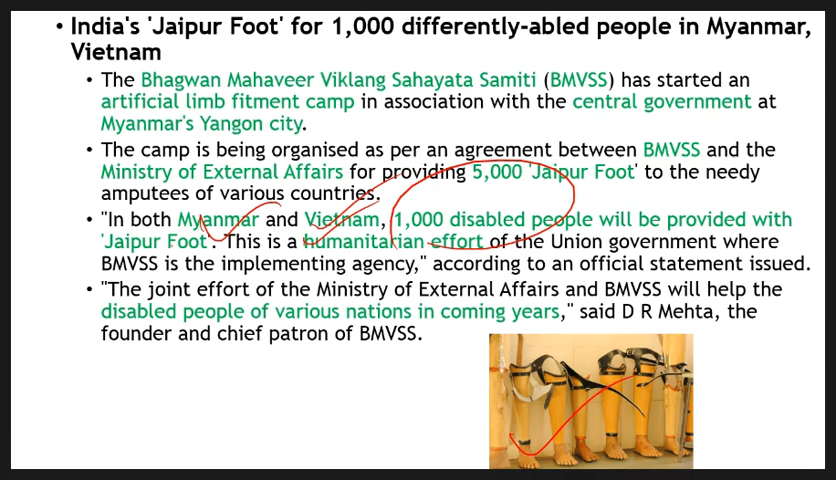 • India's 'Jaipur Foot' for 1,000 differently-abled people in Myanmar,
Vietnam
• The Bhagwan Mahaveer Viklang Sahayata Samiti (BMVSS) has started an
artificial limb fitment camp in association with the central government at
Myanmar's Yangon city.
• The camp is being organised as per an agreement between BMVSS and the
Ministry of External Affairs for providing 5,000 'Jaipur Foot' to the needy
amputees of various countries.
• "In both Myanmar and Vietnam, 1,000 disabled people will be provided with
'Jaipur Foot'. This is a humanitarian effort of the Union government where
BMVSS is the implementing agency," according to an official statement issued.
• "The joint effort of the Ministry of External Affairs and BMVSS will help the
disabled people of various nations in coming years," said D R Mehta, the
founder and chief patron of BMVSS.